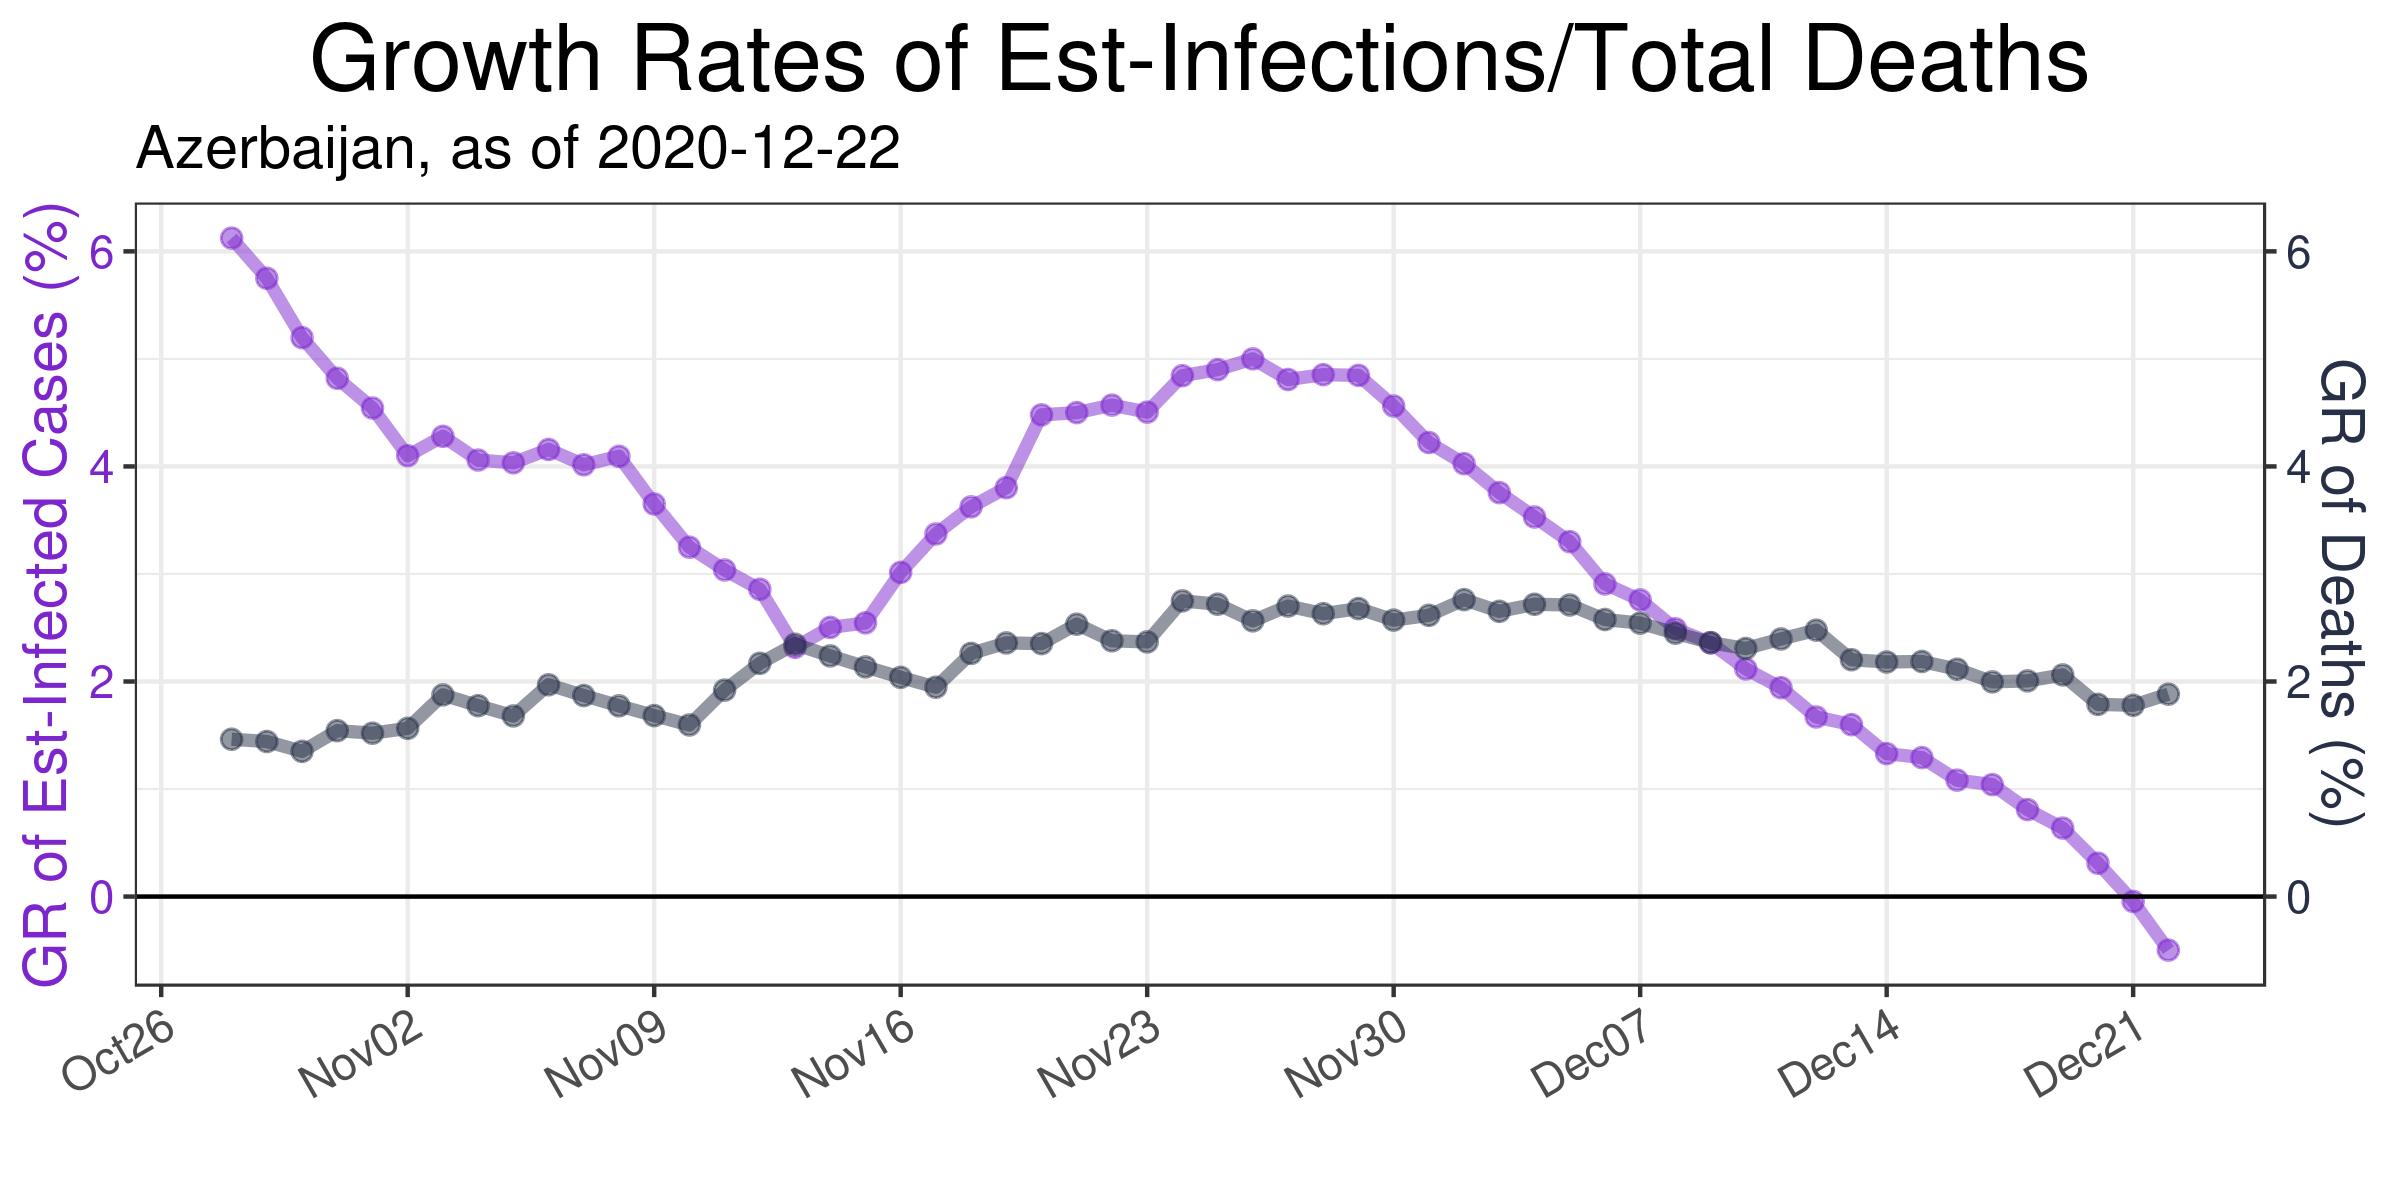 Growth Rates of Est-Infections/Total Deaths
Azerbaijan, as of 2020-12-22
GR of Est-Infected Cases (%)
6
4
2
0
6
4
2
0
GR of Deaths (%)
Oct26
Nov02
Nov09
Nov16
Nov23
Nov30
Dec07
Dec14
Dec21